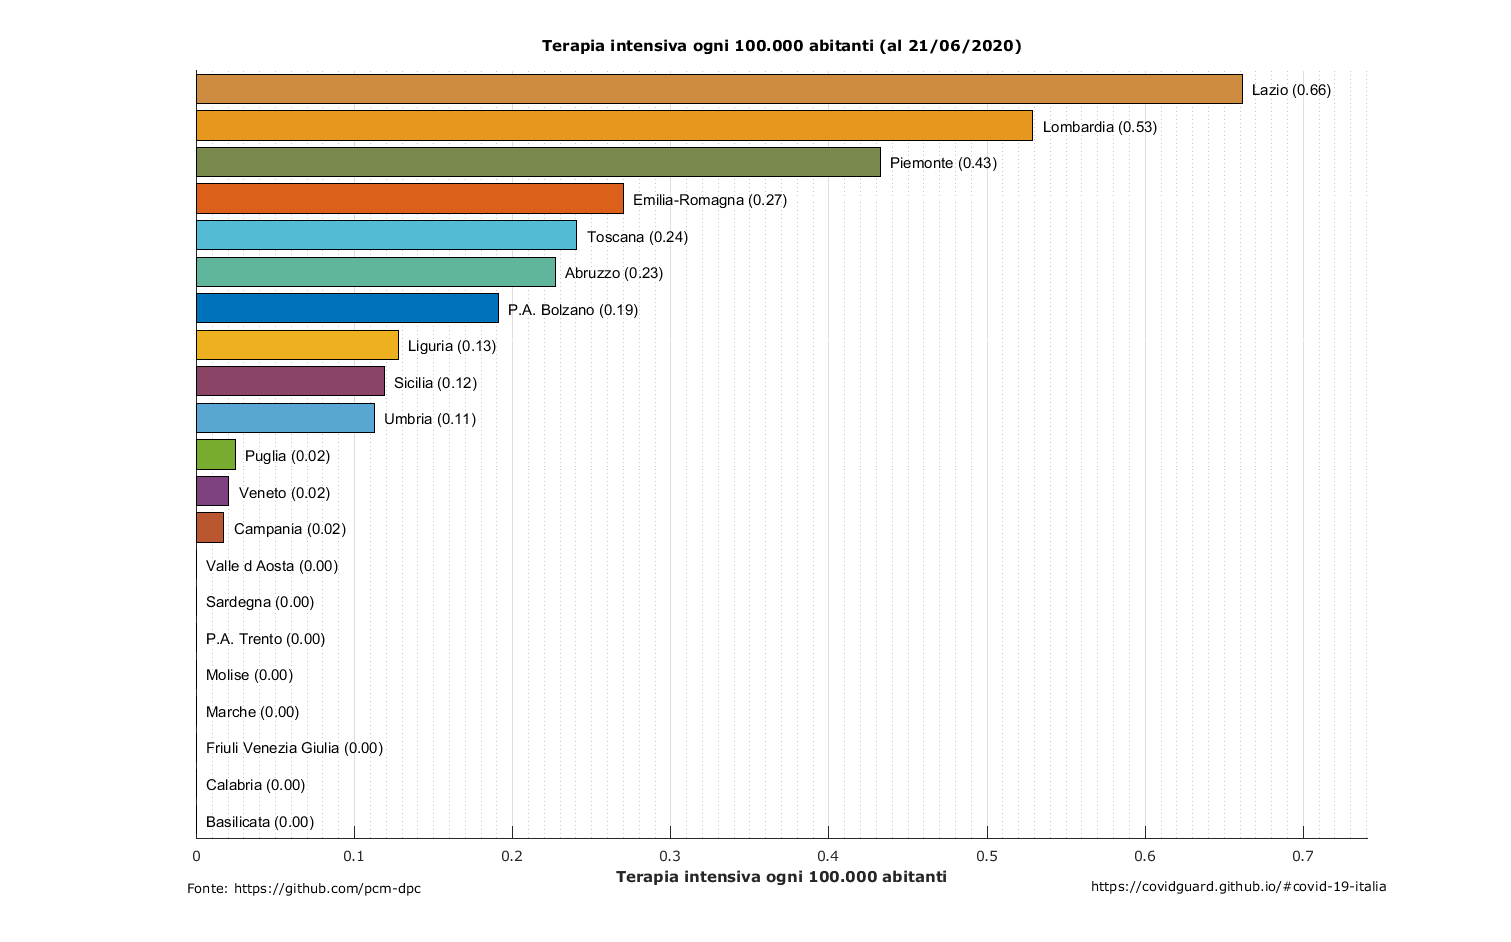 Terapia intensiva ogni 100.000 abitanti (al 21/06/2020)
Lazio (0.66)
Lombardia (0.53)
Piemonte (0.43)
Emilia-Romagna (0.27)
Toscana (0.24)
Abruzzo (0.23)
P.A. Bolzano (0.19)
Liguria (0.13)
Sicilia (0.12)
Umbria (0.11)
Puglia (0.02)
Veneto (0.02)
Campania (0.02)
Valle d Aosta (0.00)
Sardegna (0.00)
P.A. Trento (0.00)
Molise (0.00)
Marche (0.00)
Friuli Venezia Giulia (0.00)
Calabria (0.00)
Basilicata (0.00)
0 0.1 0.2 0.3 0.4 0.5 0.6 0.7
Terapia intensiva ogni 100.000 abitanti
Fonte: https://github.com/pcm-dpc
https://covidguard.github.io/#covid-19-italia